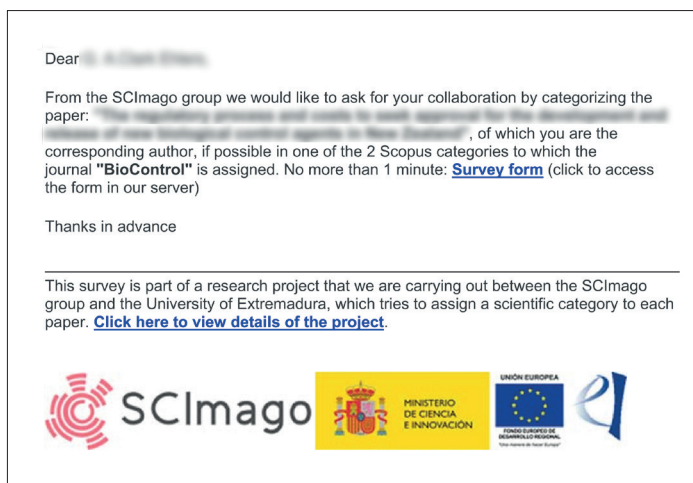 Dear
From the SCImago group we would like to ask for your collaboration by categorizing the
paper:
, of which you are the
corresponding author, if possible in one of the 2 Scopus categories to which the
journal "BioControl" is assigned. No more than 1 minute: Survey form (click to access
the form in our server)
Thanks in advance
This survey is part of a research project that we are carrying out between the SCImago
group and the University of Extremadura, which tries to assign a scientific category to each
paper. Click here to view details of the project.
SCImago
MINISTERIO
DE CIENCIA
E INNOVACIÓN
UNIÓN EUROPEA
FONDO EUROPEO DE
DESARROLLO REGIONAL
"Una manera de hacer Europa"